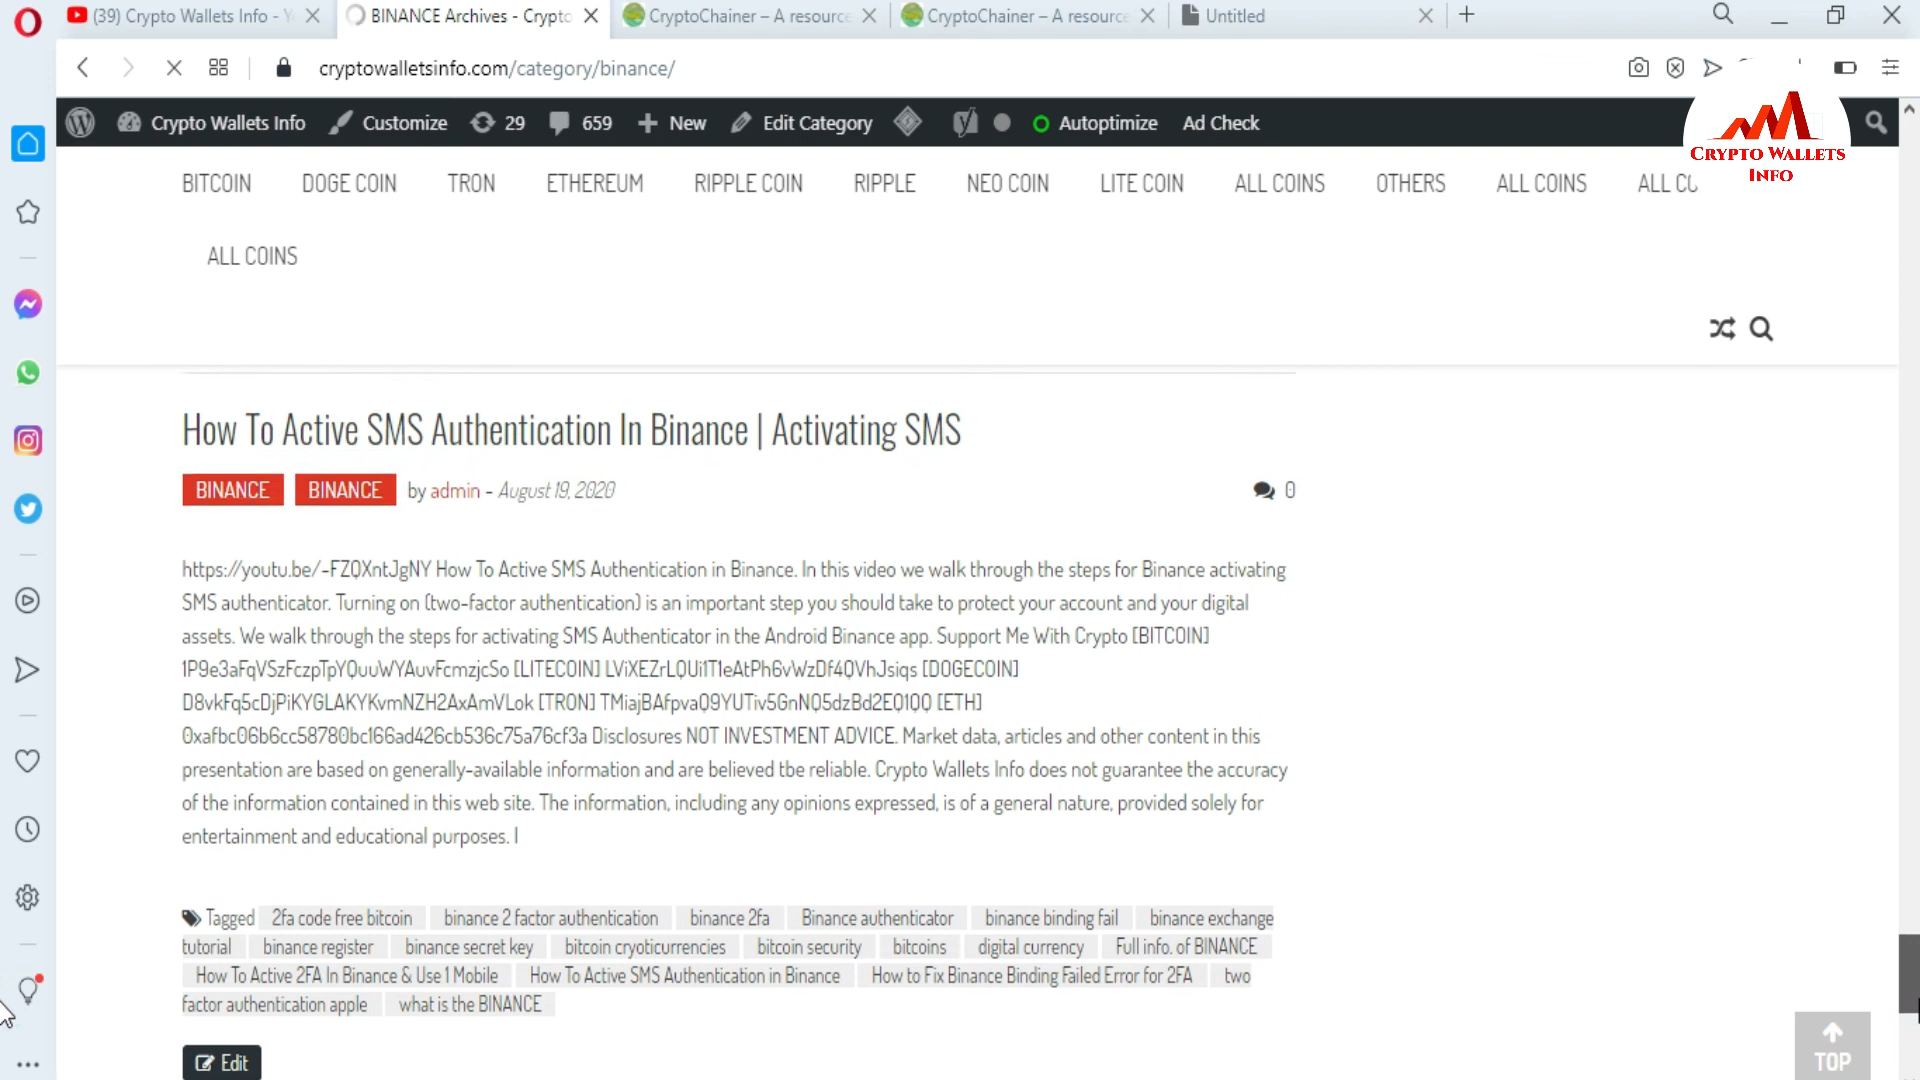 (39) Crypto Wallets Info - Y
BINANCE Archives - Crypto
CryptoChainer – A resource
CryptoChainer – A resource
Untitled
cryptowalletsinfo.com/category/binance/
Crypto Wallets Info Customize 29 659 New Edit Category Autoptimize Ad Check
CRYPTO WALLETS
INFO
BITCOIN DOGE COIN TRON ETHEREUM RIPPLE COIN RIPPLE NEO COIN LITE COIN ALL COINS OTHERS ALL COINS ALL CO
ALL COINS
How To Active SMS Authentication In Binance | Activating SMS
BINANCE BINANCE by admin - August 19, 2020 0
https://youtu.be/-FZQXntJgNY How To Active SMS Authentication in Binance. In this video we walk through the steps for Binance activating
SMS authenticator. Turning on (two-factor authentication) is an important step you should take to protect your account and your digital
assets. We walk through the steps for activating SMS Authenticator in the Android Binance app. Support Me With Crypto [BITCOIN]
1P9e3aFqVSzFczpTpYQuuWYAuvFcmzjcSo [LITECOIN] LViXEZrLQUi1T1eAtPh6vWzDf4QVhJsiqs [DOGECOIN]
D8vkFq5cDjPiKYGLAKYKvmNZH2AxAmVLok [TRON] TMiajBAfpvaQ9YUTiv5GnNQ5dzBd2EQ1QQ [ETH]
0xafbc06b6cc58780bc166ad426cb536c75a76cf3a Disclosures NOT INVESTMENT ADVICE. Market data, articles and other content in this
presentation are based on generally-available information and are believed tbe reliable. Crypto Wallets Info does not guarantee the accuracy
of the information contained in this web site. The information, including any opinions expressed, is of a general nature, provided solely for
entertainment and educational purposes. |
Tagged 2fa code free bitcoin binance 2 factor authentication binance 2fa Binance authenticator binance binding fail binance exchange
tutorial binance register binance secret key bitcoin cryoticurrencies bitcoin security bitcoins digital currency Full info. of BINANCE
How To Active 2FA In Binance & Use 1 Mobile How To Active SMS Authentication in Binance How to Fix Binance Binding Failed Error for 2FA two
factor authentication apple what is the BINANCE
Edit
TOP